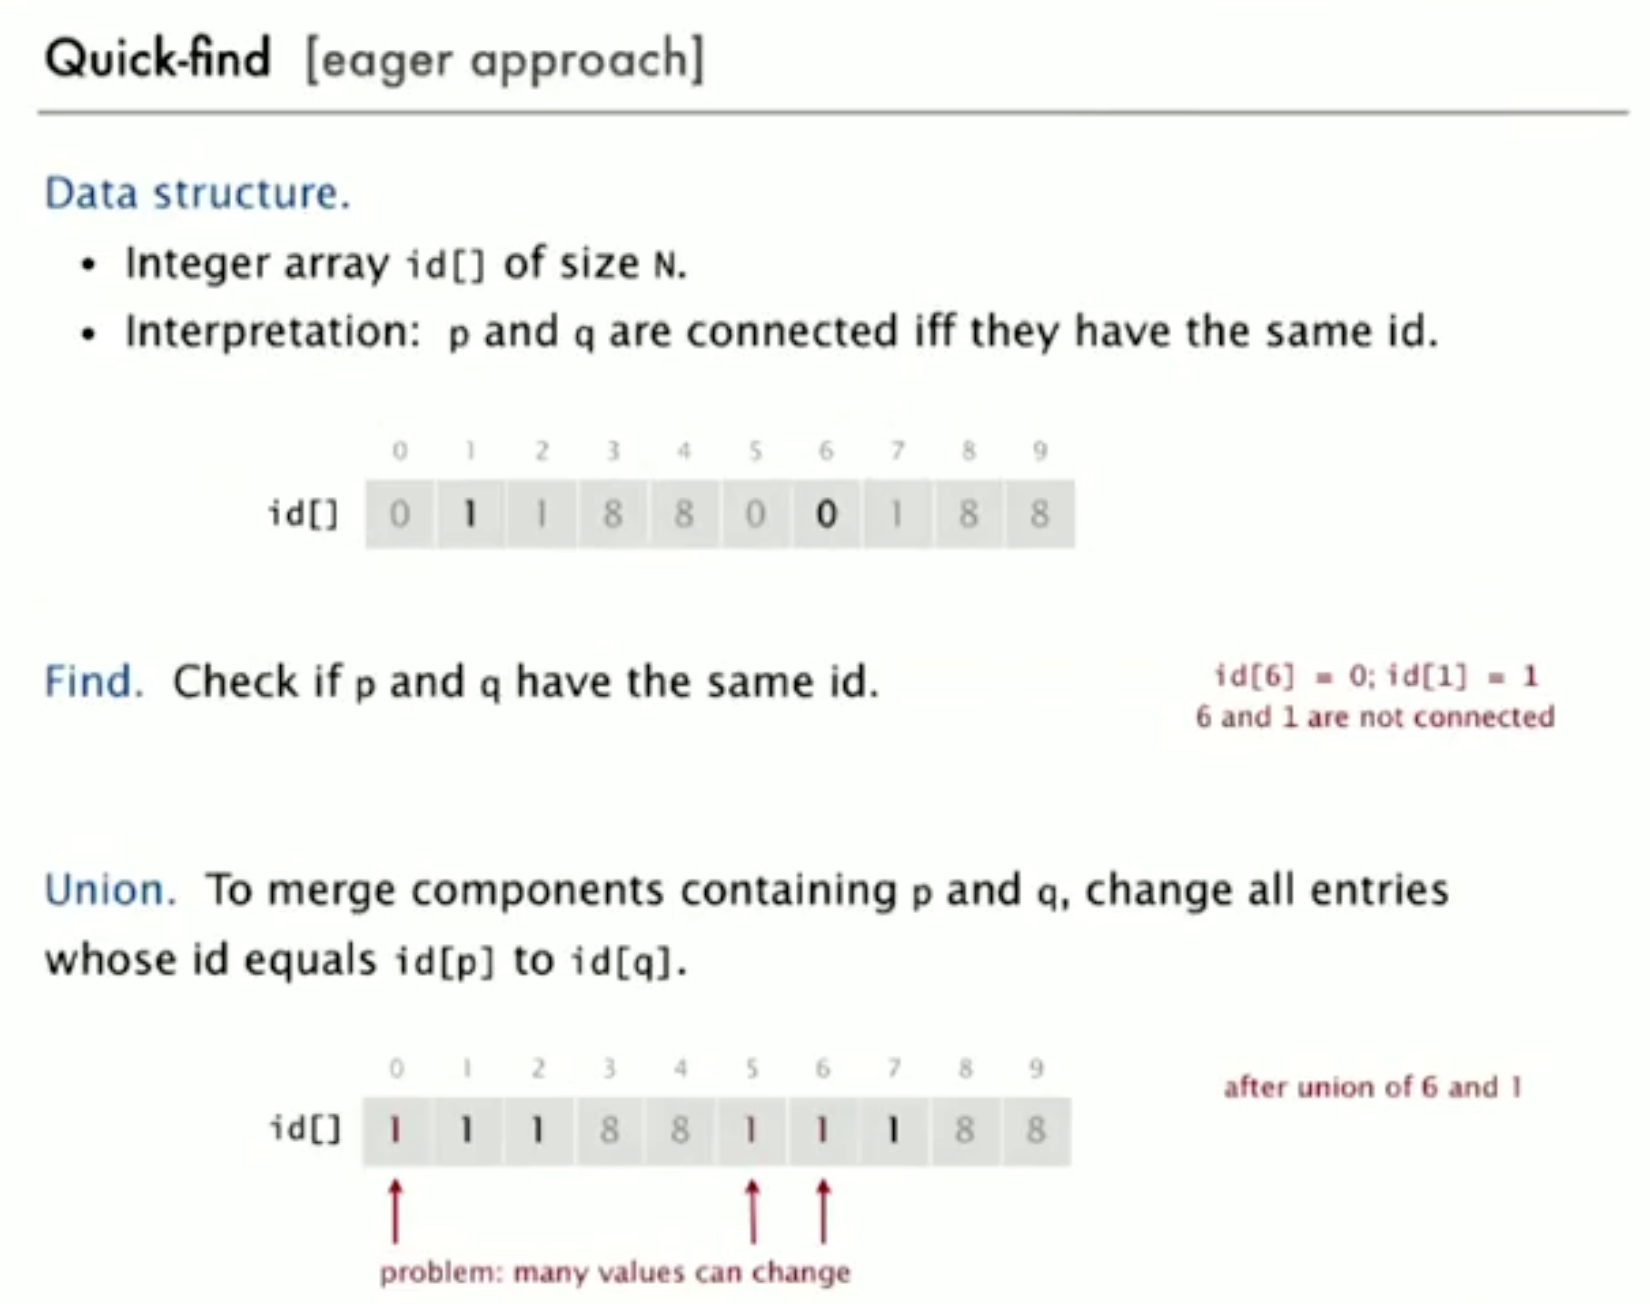 Quick-find [eager approach]
Data structure.
• Integer array id[] of size N.
• Interpretation: p and q are connected iff they have the same id.
0 1 2 3 4 5 6 7 8 9
id[] 0 1 1 8 8 0 0 1 8 8
Find. Check if p and q have the same id.
id[6] = 0; id[1] = 1
6 and 1 are not connected
Union. To merge components containing p and q, change all entries
whose id equals id[p] to id[q].
0 1 2 3 4 5 6 7 8 9
id[] 1 1 1 8 8 1 1 1 8 8
after union of 6 and 1
problem: many values can change